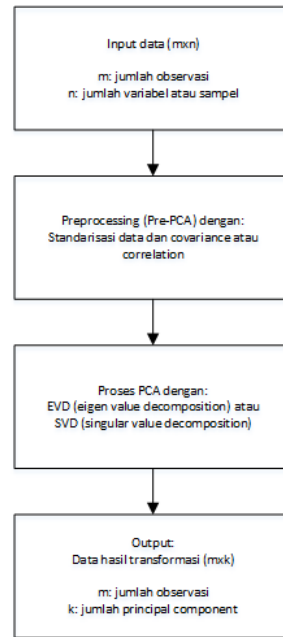 Input data (mxn)
m: jumlah observasi
n: jumlah variabel atau sampel
Preprocessing (Pre-PCA) dengan:
Standarisasi data dan covariance atau
correlation
Proses PCA dengan:
EVD (eigen value decomposition) atau
SVD (singular value decomposition)
Output:
Data hasil transformasi (mxk)
m: jumlah observasi
k: jumlah principal component